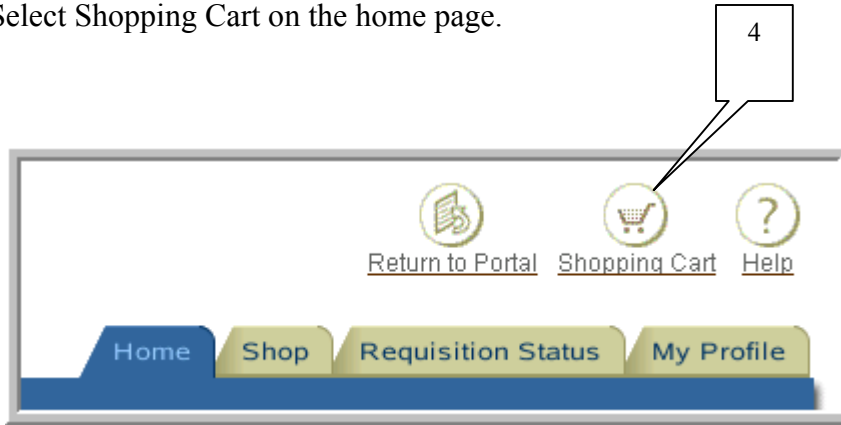 Select Shopping Cart on the home page.
4
Return to Portal Shopping Cart Help
Home Shop Requisition Status My Profile